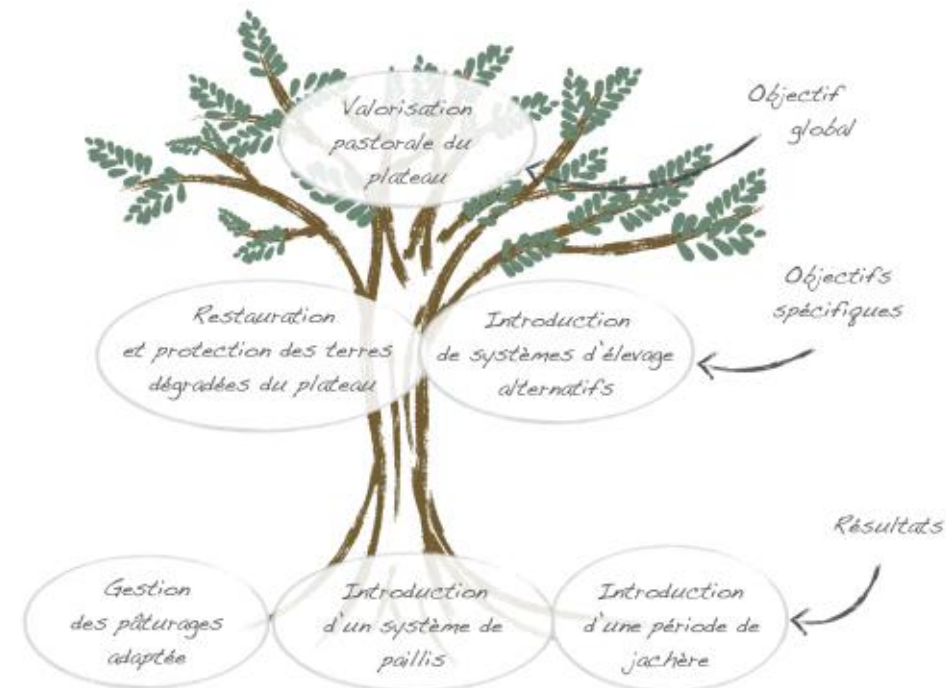 Valorisation
pastorale du
plateau
Objectif
global
Restauration
et protection des terres
dégradées du plateau
Introduction
de systèmes d'élevage
alternatifs
Objectifs
spécifiques
Gestion
des pâturages
adaptée
Introduction
d'un système de
paillis
Introduction
d'une période de
jachère
Résultats